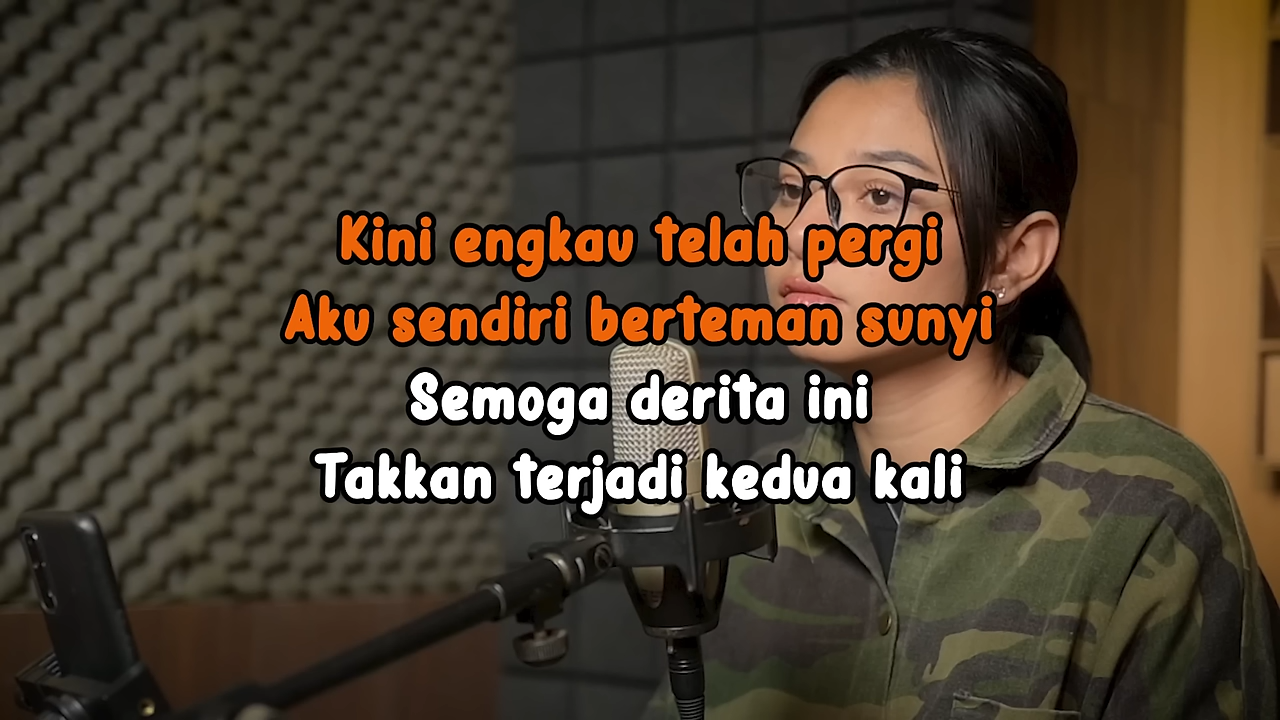 Kini engkau telah pergi
Aku sendiri berteman sunyi
Semoga derita ini
Takkan terjadi kedua kali